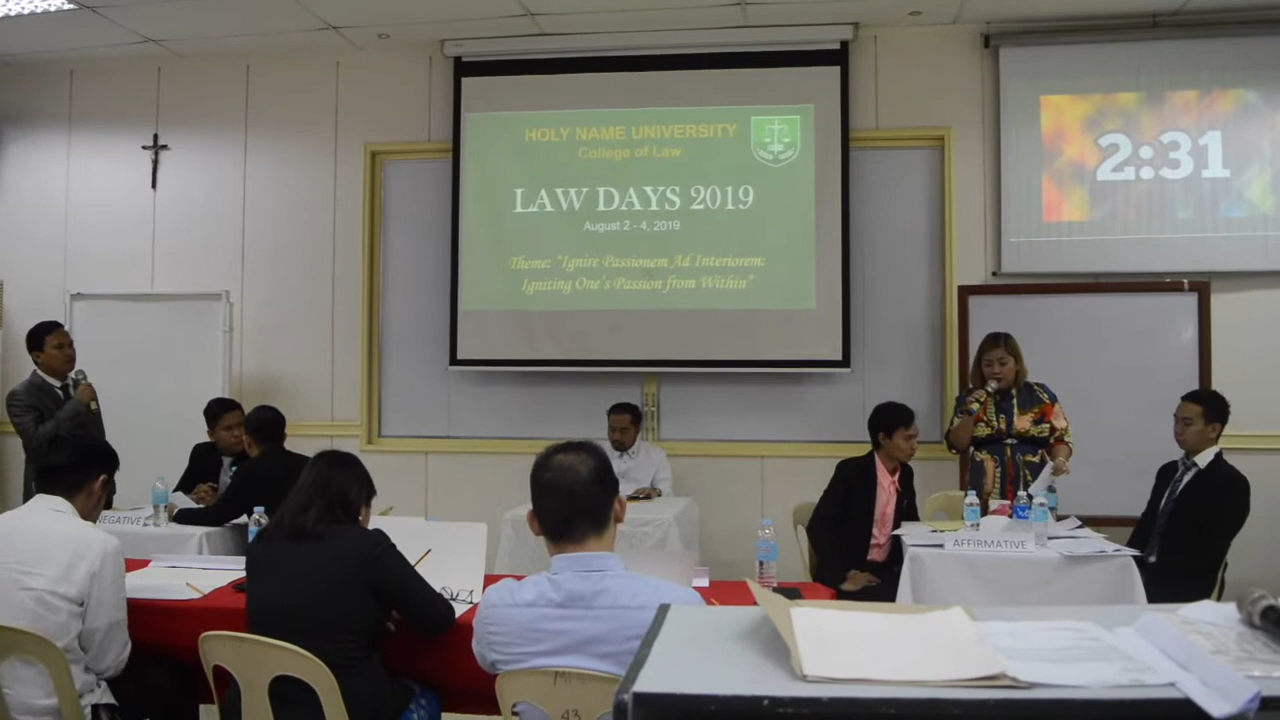 HOLY NAME UNIVERSITY
College of Law
LAW DAYS 2019
August 2 - 4, 2019
Theme: "Ignire Passionem Ad Interiorem:
Igniting One's Passion from Within"
2:31
NEGATIVE
AFFIRMATIVE
43